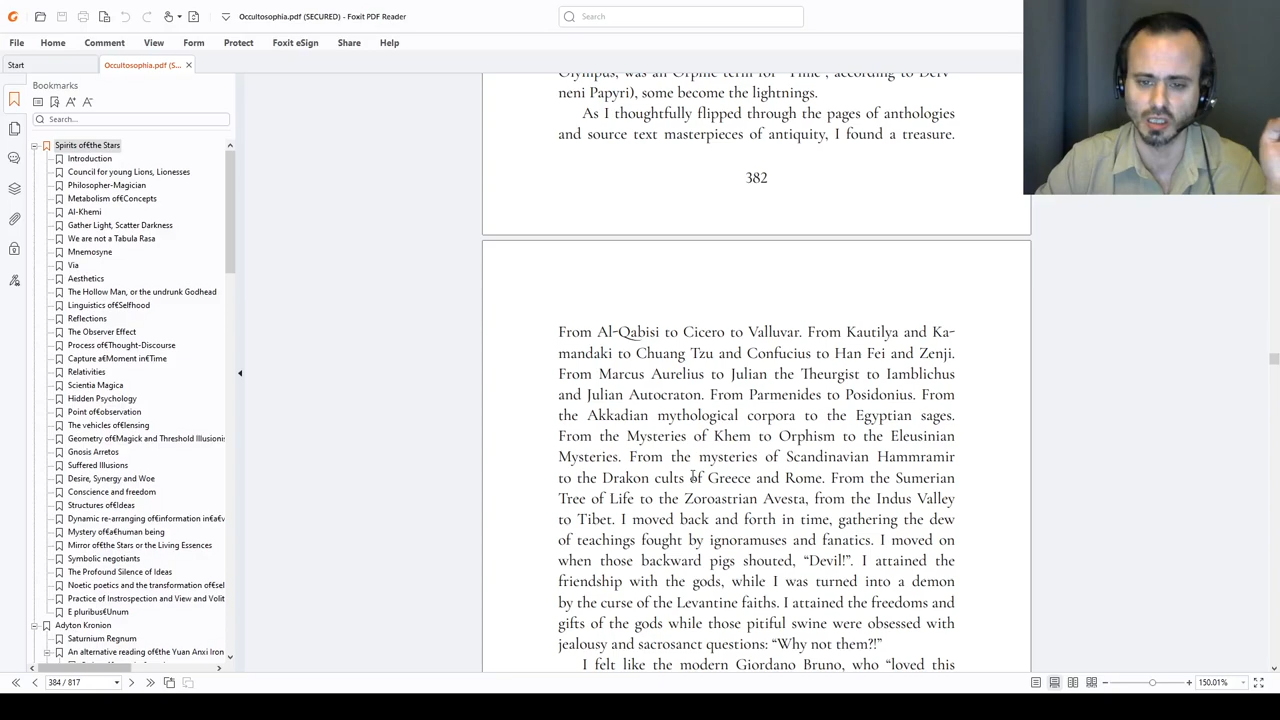 Occultosophia.pdf (SECURED) - Foxit PDF Reader
Search
File Home Comment View Form Protect Foxit eSign Share Help
Start
Occultosophia.pdf (S...
Bookmarks
Search...
Spirits of€the Stars
Introduction
Council for young Lions, Lionesses
Philosopher-Magician
Metabolism of€Concepts
Al-Khemi
Gather Light, Scatter Darkness
We are not a Tabula Rasa
Mnemosyne
Via
Aesthetics
The Hollow Man, or the undrunk Godhead
Linguistics of€Selfhood
Reflections
The Observer Effect
Process of€Thought-Discourse
Capture a€Moment in€Time
Relativities
Scientia Magica
Hidden Psychology
Point of€observation
The vehicles of€lensing
Geometry of€Magick and Threshold Illusionis
Gnosis Arretos
Suffered Illusions
Desire, Synergy and Woe
Conscience and freedom
Structures of€Ideas
Dynamic re-arranging of€information in€a€v
Mystery of€a€human being
Mirror of€the Stars or the Living Essences
Symbolic negotiants
The Profound Silence of Ideas
Noetic poetics and the transformation of€sel
Practice of Instrospection and View and Volit
E pluribus€Unum
Adyton Kronion
Saturnium Regnum
An alternative reading of€the Yuan Anxi Iron
Olympus, was an Orphic term for "Time", according to Derv-
neni Papyri), some become the lightnings.
As I thoughtfully flipped through the pages of anthologies
and source text masterpieces of antiquity, I found a treasure.
382
From Al-Qabisi to Cicero to Valluvar. From Kautilya and Ka-
mandaki to Chuang Tzu and Confucius to Han Fei and Zenji.
From Marcus Aurelius to Julian the Theurgist to Iamblichus
and Julian Autocraton. From Parmenides to Posidonius. From
the Akkadian mythological corpora to the Egyptian sages.
From the Mysteries of Khem to Orphism to the Eleusinian
Mysteries. From the mysteries of Scandinavian Hammramir
to the Drakon cults of Greece and Rome. From the Sumerian
Tree of Life to the Zoroastrian Avesta, from the Indus Valley
to Tibet. I moved back and forth in time, gathering the dew
of teachings fought by ignoramuses and fanatics. I moved on
when those backward pigs shouted, “Devil!”. I attained the
friendship with the gods, while I was turned into a demon
by the curse of the Levantine faiths. I attained the freedoms and
gifts of the gods while those pitiful swine were obsessed with
jealousy and sacrosanct questions: “Why not them?!”
I felt like the modern Giordano Bruno, who “loved this
384 / 817
150.01%